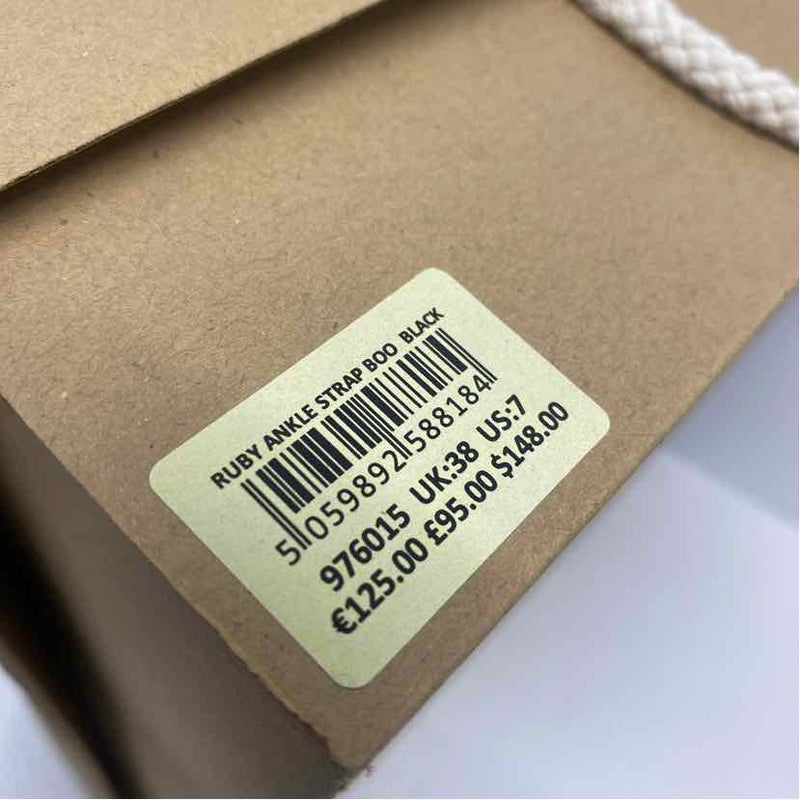 RUBY ANKLE STRAP BOO BLACK
5 059892 588184
976015 UK:38 US:7
€125.00 £95.00 $148.00